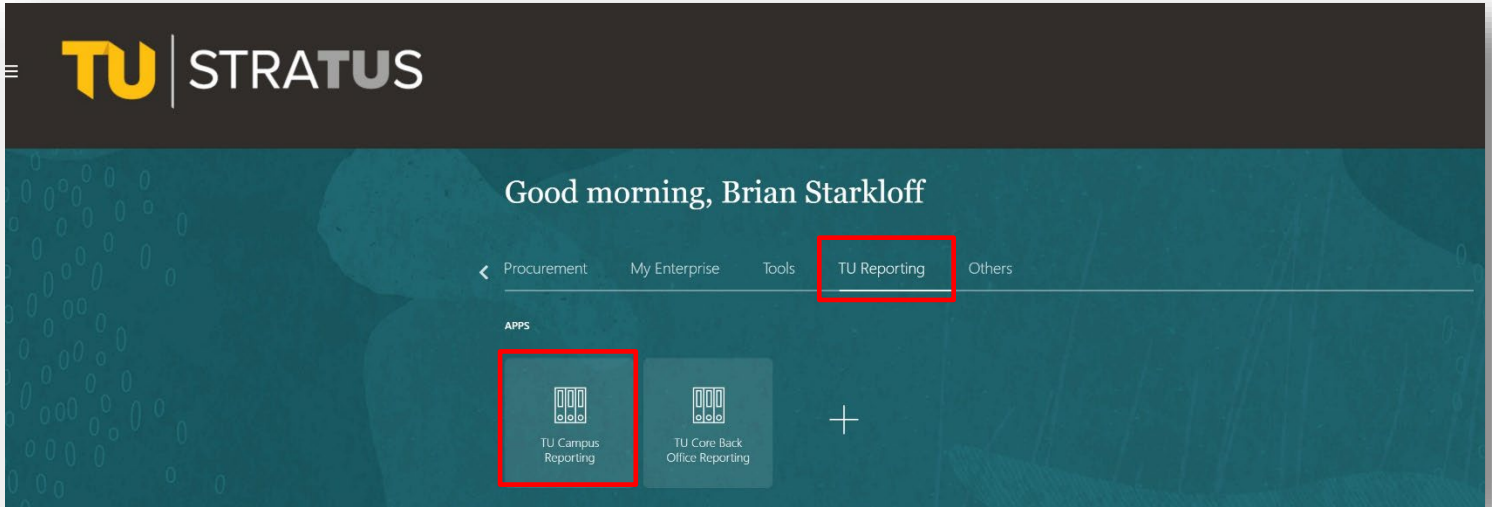 TU STRATUS
Good morning, Brian Starkloff
Procurement My Enterprise Tools TU Reporting Others
APPS
TU Campus
Reporting
TU Core Back
Office Reporting